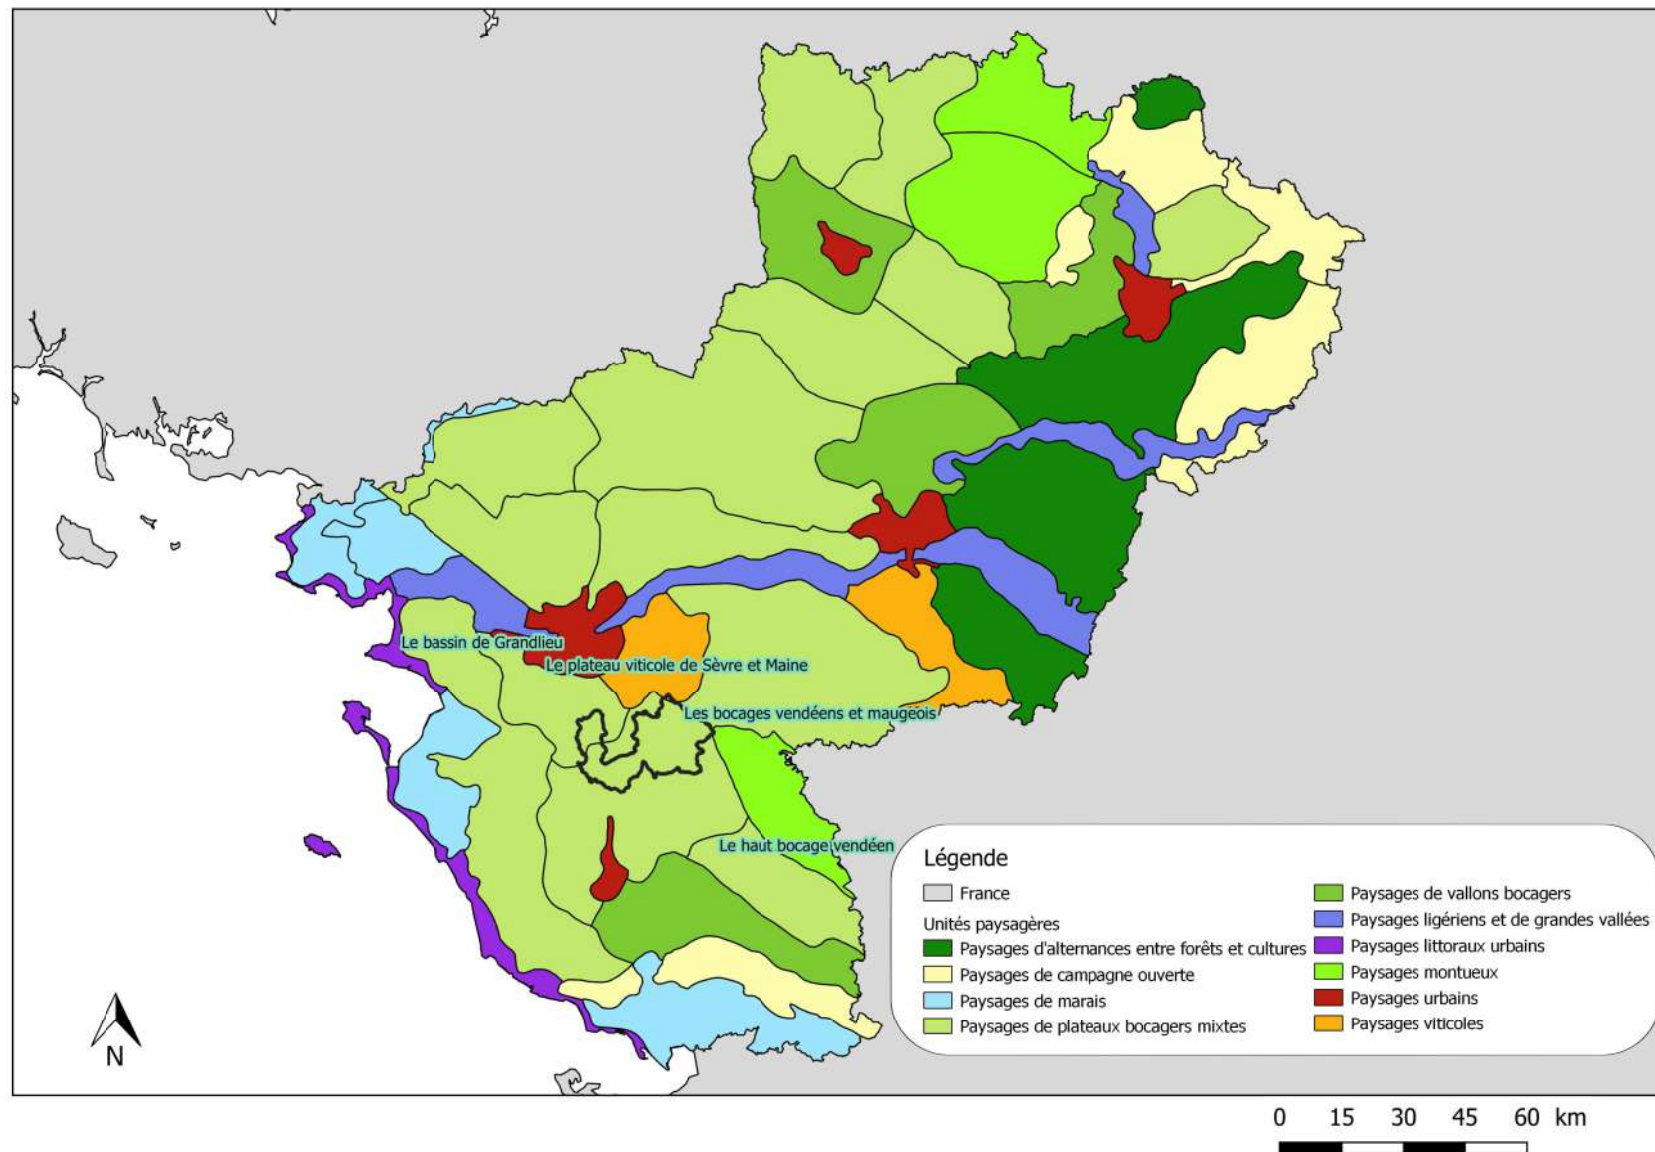 Le bassin de Grandlieu
Le plateau viticole de Sèvre et Maine
Les bocages vendéens et maugeois
Le haut bocage vendéen
Légende
France
Unités paysagères
Paysages d'alternances entre forêts et cultures
Paysages de campagne ouverte
Paysages de marais
Paysages de plateaux bocagers mixtes
Paysages de vallons bocagers
Paysages ligériens et de grandes vallées
Paysages littoraux urbains
Paysages montueux
Paysages urbains
Paysages viticoles
N
0 15 30 45 60 km